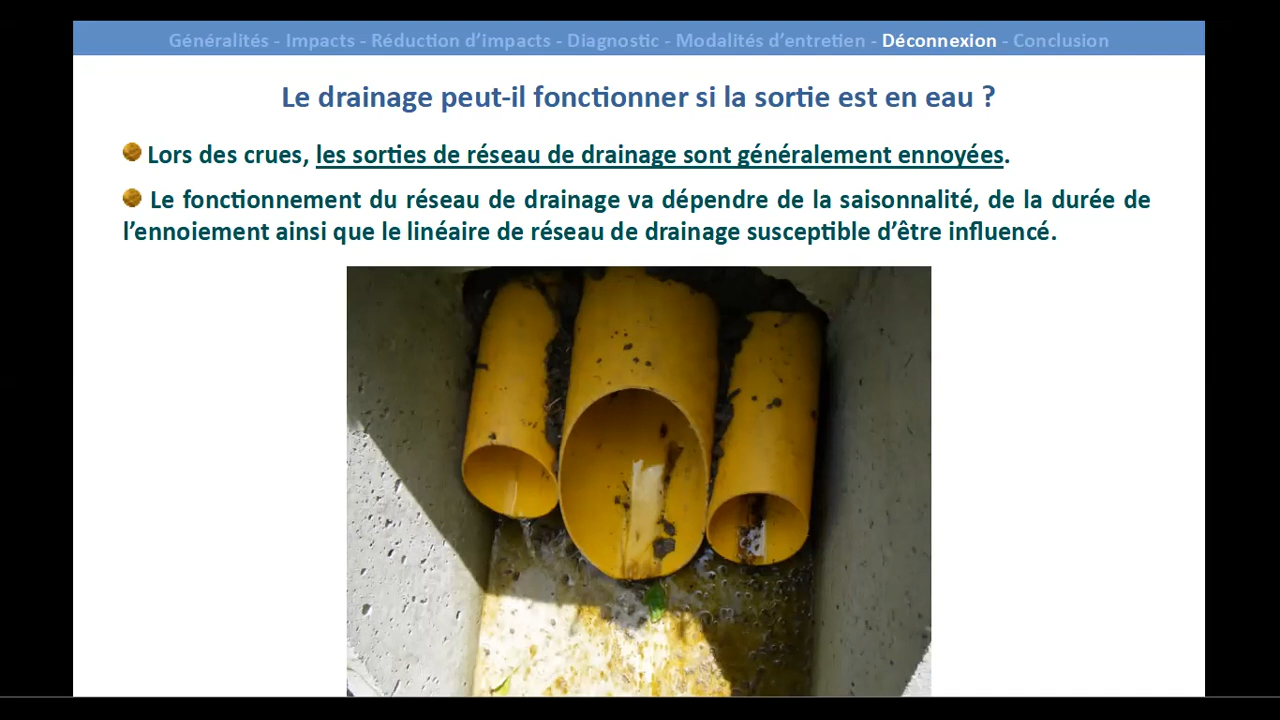 Généralités - Impacts - Réduction d’impacts - Diagnostic - Modalités d’entretien - Déconnexion - Conclusion
Le drainage peut-il fonctionner si la sortie est en eau ?
Lors des crues, les sorties de réseau de drainage sont généralement ennoyées.
Le fonctionnement du réseau de drainage va dépendre de la saisonnalité, de la durée de
l’ennoiement ainsi que le linéaire de réseau de drainage susceptible d’être influencé.